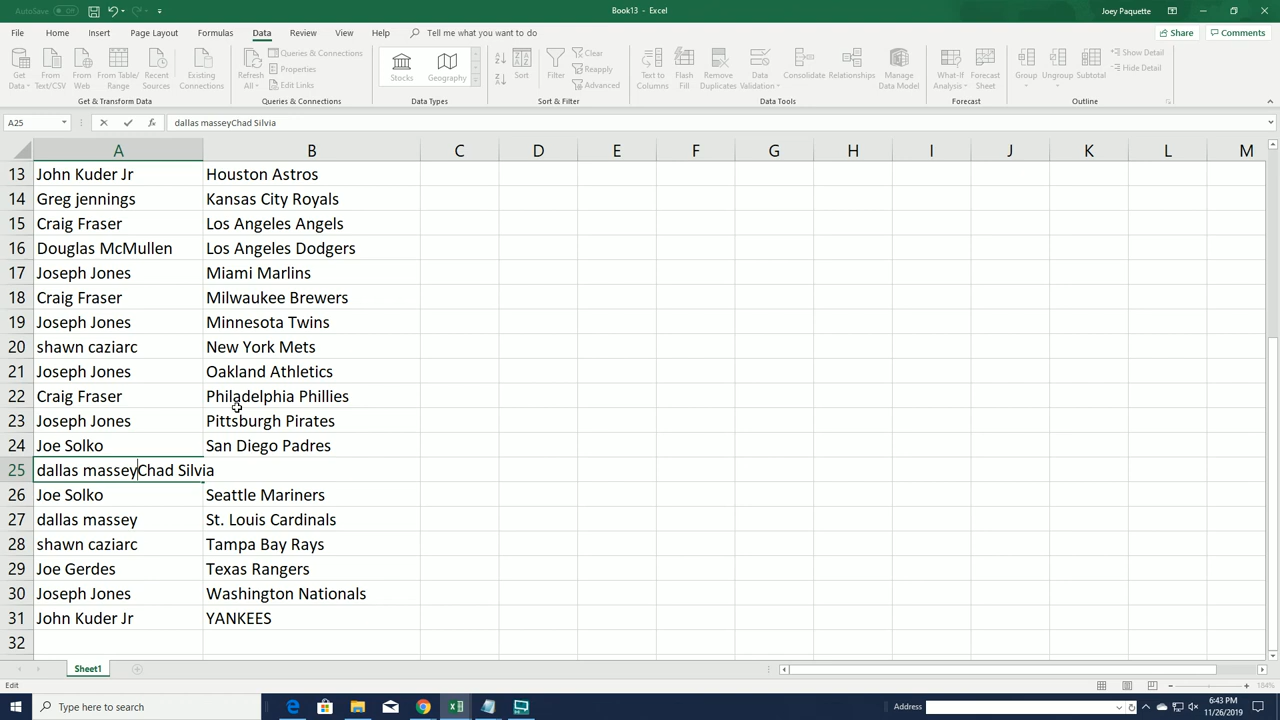 AutoSave Off
Book13 - Excel
Joey Paquette
File Home Insert Page Layout Formulas Data Review View Help Tell me what you want to do
Share Comments
Get Data From Text/CSV From Web From Table/Range Recent Sources Existing Connections
Get & Transform Data
Refresh All Queries & Connections Properties Edit Links
Queries & Connections
Stocks Geography
Data Types
Sort Filter Clear Reapply Advanced
Sort & Filter
Text to Columns Flash Fill Remove Duplicates Data Validation Consolidate Relationships Manage Data Model
Data Tools
What-If Analysis Forecast Sheet
Forecast
Group Ungroup Subtotal Show Detail Hide Detail
Outline
A25 fx dallas masseyChad Silvia
A B C D E F G H I J K L M
13 John Kuder Jr Houston Astros
14 Greg jennings Kansas City Royals
15 Craig Fraser Los Angeles Angels
16 Douglas McMullen Los Angeles Dodgers
17 Joseph Jones Miami Marlins
18 Craig Fraser Milwaukee Brewers
19 Joseph Jones Minnesota Twins
20 shawn caziarc New York Mets
21 Joseph Jones Oakland Athletics
22 Craig Fraser Philadelphia Phillies
23 Joseph Jones Pittsburgh Pirates
24 Joe Solko San Diego Padres
25 dallas masseyChad Silvia
26 Joe Solko Seattle Mariners
27 dallas massey St. Louis Cardinals
28 shawn caziarc Tampa Bay Rays
29 Joe Gerdes Texas Rangers
30 Joseph Jones Washington Nationals
31 John Kuder Jr YANKEES
32
Sheet1
Edit
184%
Type here to search
Address
6:43 PM
11/26/2019